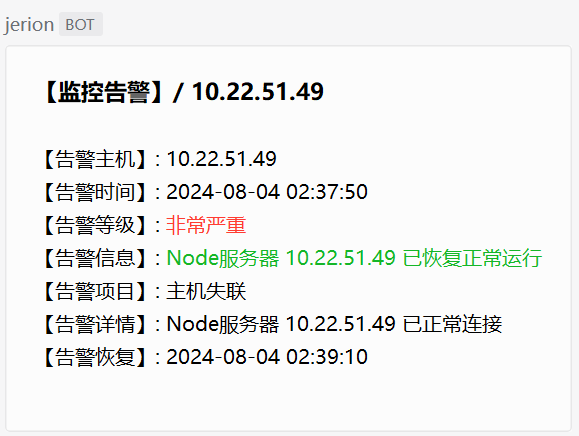 jerion BOT
【监控告警】/ 10.22.51.49
【告警主机】: 10.22.51.49
【告警时间】: 2024-08-04 02:37:50
【告警等级】: 非常严重
【告警信息】: Node服务器 10.22.51.49 已恢复正常运行
【告警项目】: 主机失联
【告警详情】: Node服务器 10.22.51.49 已正常连接
【告警恢复】: 2024-08-04 02:39:10